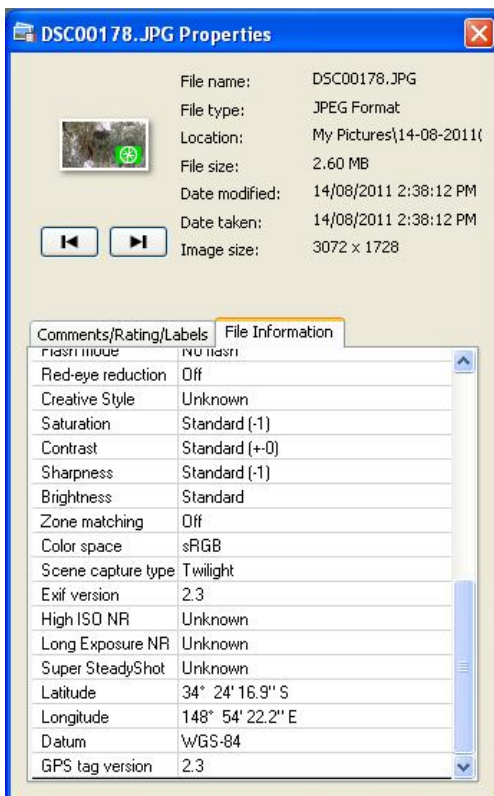 DSC00178.JPG Properties
File name: DSC00178.JPG
File type: JPEG Format
Location: My Pictures\14-08-2011(
File size: 2.60 MB
Date modified: 14/08/2011 2:38:12 PM
Date taken: 14/08/2011 2:38:12 PM
Image size: 3072 x 1728
Comments/Rating/Labels File Information
Flash mode No flash
Red-eye reduction Off
Creative Style Unknown
Saturation Standard (-1)
Contrast Standard (+-0)
Sharpness Standard (-1)
Brightness Standard
Zone matching Off
Color space sRGB
Scene capture type Twilight
Exif version 2.3
High ISO NR Unknown
Long Exposure NR Unknown
Super SteadyShot Unknown
Latitude 34° 24' 16.9'' S
Longitude 148° 54' 22.2'' E
Datum WGS-84
GPS tag version 2.3